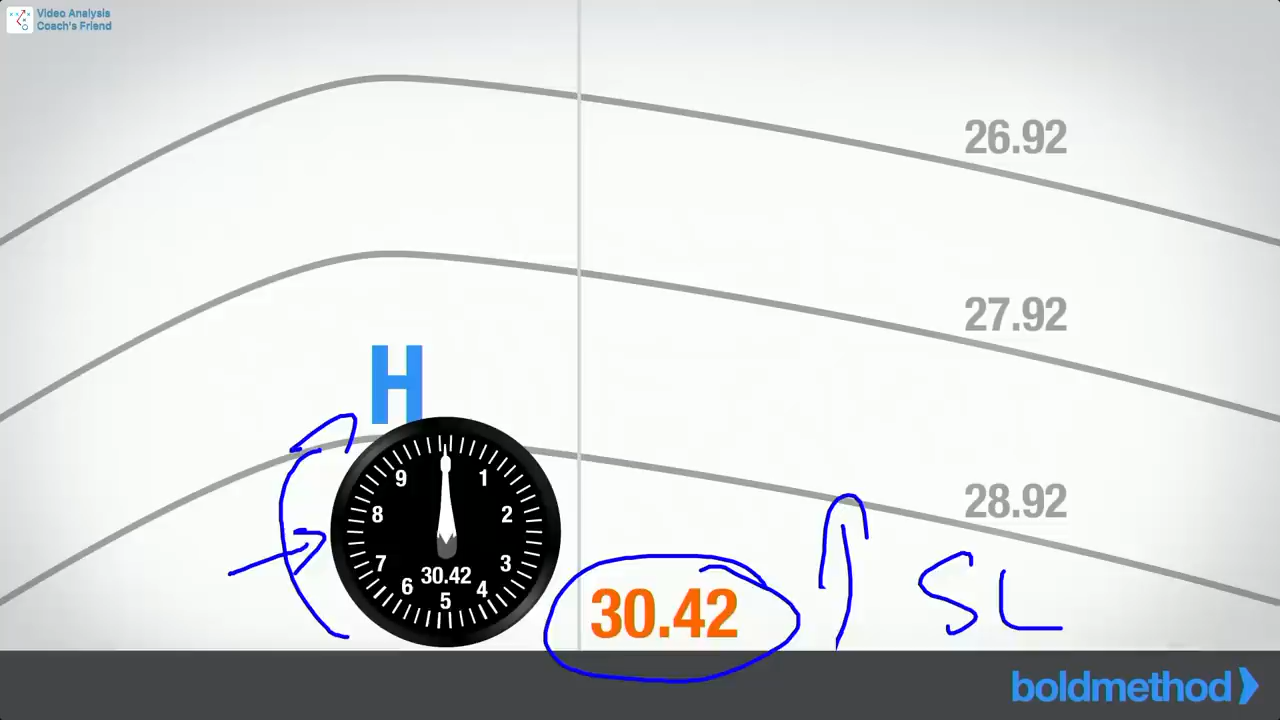 Video Analysis
Coach's Friend
26.92
27.92
H
28.92
9 1
8 2
7 3
6 4
5
30.42
30.42
SL
boldmethod